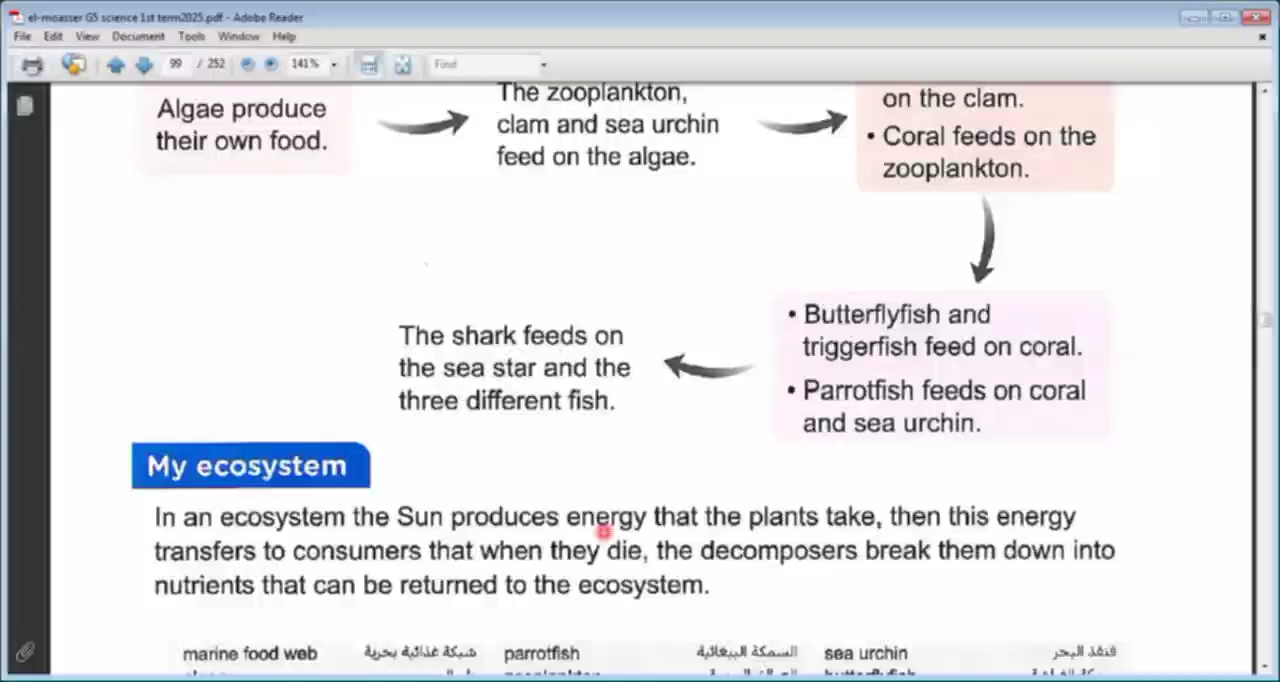 el-moasser G5 science 1st term2025.pdf - Adobe Reader
File Edit View Document Tools Window Help
99 / 252 141% Find
Algae produce
their own food.
The zooplankton,
clam and sea urchin
feed on the algae.
on the clam.
• Coral feeds on the
zooplankton.
• Butterflyfish and
triggerfish feed on coral.
• Parrotfish feeds on coral
and sea urchin.
The shark feeds on
the sea star and the
three different fish.
My ecosystem
In an ecosystem the Sun produces energy that the plants take, then this energy
transfers to consumers that when they die, the decomposers break them down into
nutrients that can be returned to the ecosystem.
marine food web شبكة غذائية بحرية parrotfish السمكة الببغائية sea urchin قنفذ البحر